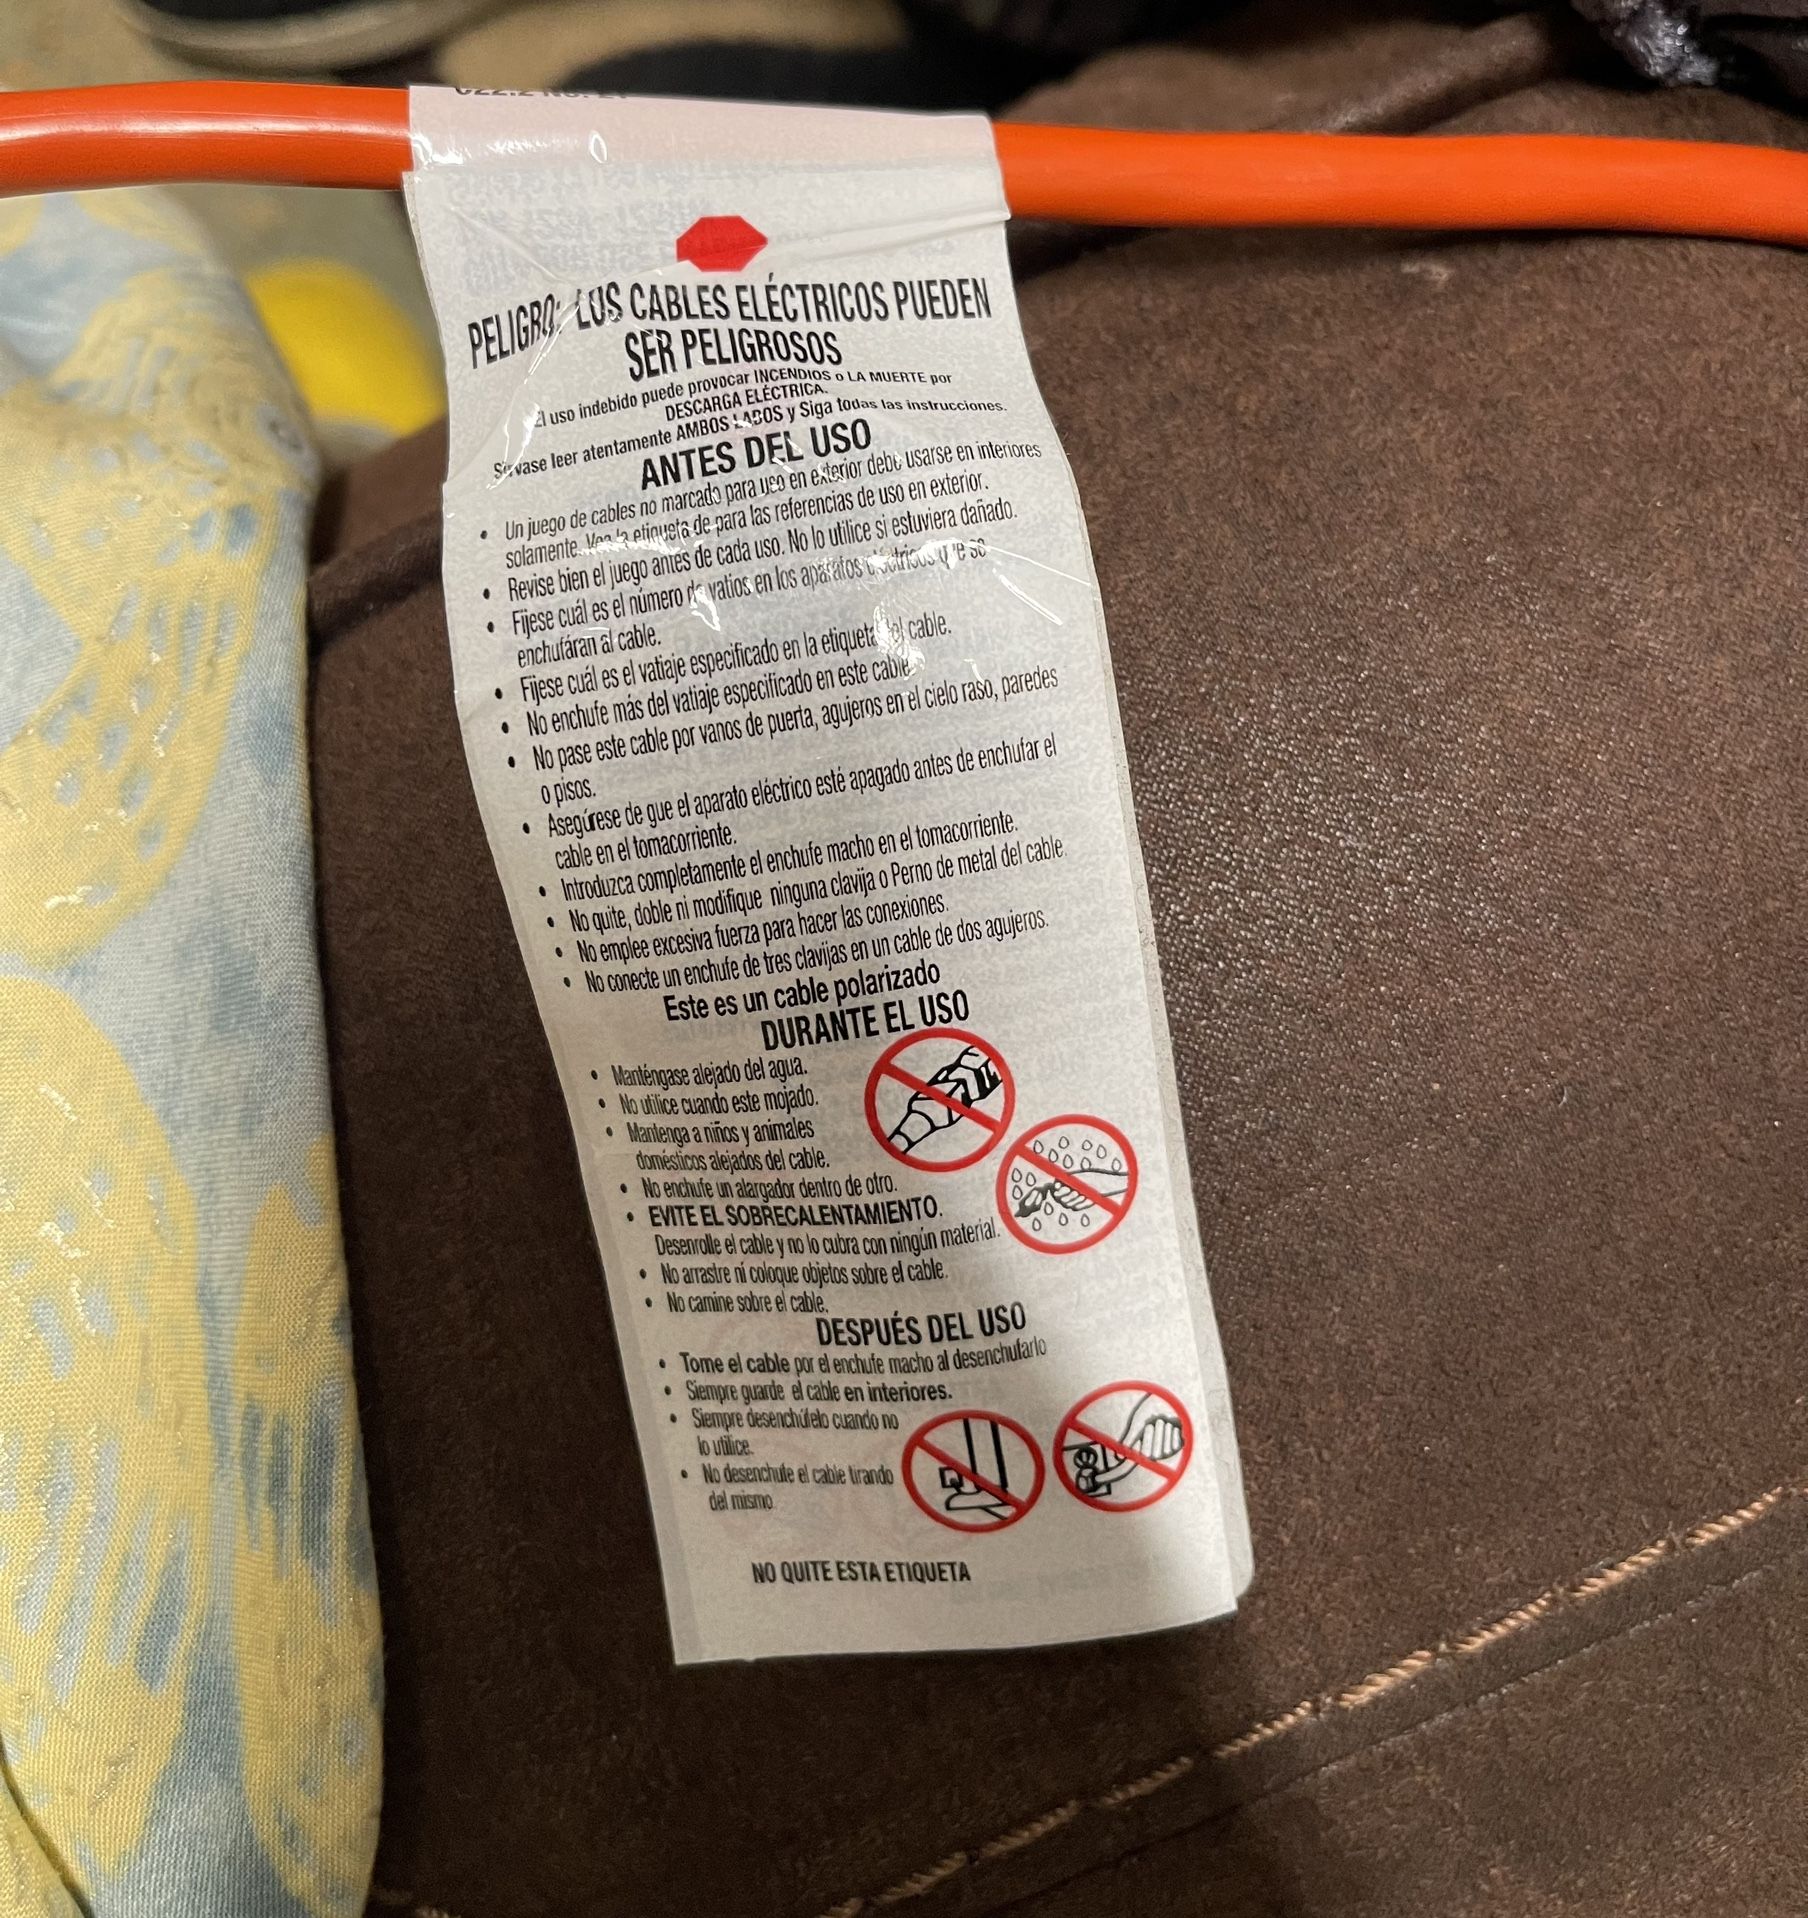 PELIGRO: LOS CABLES ELÉCTRICOS PUEDEN
SER PELIGROSOS
El uso indebido puede provocar INCENDIOS o LA MUERTE por
DESCARGA ELÉCTRICA.
Sírvase leer atentamente AMBOS LADOS y Siga todas las instrucciones.
ANTES DEL USO
• Un juego de cables no marcado para uso en exterior debe usarse en interiores
solamente. Vea la etiqueta de para las referencias de uso en exterior.
• Revise bien el juego antes de cada uso. No lo utilice si estuviera dañado.
• Fíjese cuál es el número de vatios en los aparatos eléctricos que se
enchufáran al cable.
• Fíjese cuál es el vatiaje especificado en la etiqueta del cable.
• No enchufe más del vatiaje especificado en este cable.
• No pase este cable por vanos de puerta, agujeros en el cielo raso, paredes
o pisos.
• Asegúrese de gue el aparato eléctrico esté apagado antes de enchufar el
cable en el tomacorriente.
• Introduzca completamente el enchufe macho en el tomacorriente.
• No quite, doble ni modifique ninguna clavija o Perno de metal del cable.
• No emplee excesiva fuerza para hacer las conexiones.
• No conecte un enchufe de tres clavijas en un cable de dos agujeros.
Este es un cable polarizado
DURANTE EL USO
• Manténgase alejado del agua.
• No utilice cuando este mojado.
• Mantenga a niños y animales
domésticos alejados del cable.
• No enchufe un alargador dentro de otro.
• EVITE EL SOBRECALENTAMIENTO.
Desenrolle el cable y no lo cubra con ningún material.
• No arrastre ní coloque objetos sobre el cable.
• No camine sobre el cable.
DESPUÉS DEL USO
• Tome el cable por el enchufe macho al desenchufarlo
• Siempre guarde el cable en interiores.
• Siempre desenchúfelo cuando no
lo utilice.
• No desenchufe el cable tirando
del mismo.
NO QUITE ESTA ETIQUETA